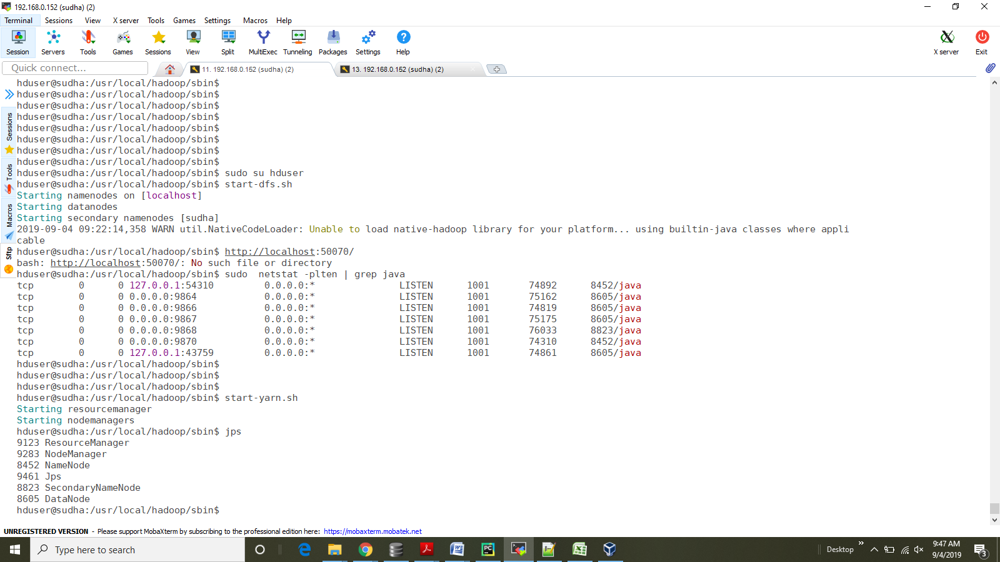 192.168.0.152 (sudha) (2)
Terminal Sessions View X server Tools Games Settings Macros Help
Session Servers Tools Games Sessions View Split MultiExec Tunneling Packages Settings Help X server Exit
Quick connect... 11. 192.168.0.152 (sudha) (2) 13. 192.168.0.152 (sudha) (2)
Sessions
Tools
Macros
Sftp
hduser@sudha:/usr/local/hadoop/sbin$
hduser@sudha:/usr/local/hadoop/sbin$
hduser@sudha:/usr/local/hadoop/sbin$
hduser@sudha:/usr/local/hadoop/sbin$
hduser@sudha:/usr/local/hadoop/sbin$
hduser@sudha:/usr/local/hadoop/sbin$
hduser@sudha:/usr/local/hadoop/sbin$
hduser@sudha:/usr/local/hadoop/sbin$
hduser@sudha:/usr/local/hadoop/sbin$ sudo su hduser
hduser@sudha:/usr/local/hadoop/sbin$ start-dfs.sh
Starting namenodes on [localhost]
Starting datanodes
Starting secondary namenodes [sudha]
2019-09-04 09:22:14,358 WARN util.NativeCodeLoader: Unable to load native-hadoop library for your platform... using builtin-java classes where appli
cable
hduser@sudha:/usr/local/hadoop/sbin$ http://localhost:50070/
bash: http://localhost:50070/: No such file or directory
hduser@sudha:/usr/local/hadoop/sbin$ sudo  netstat -plten | grep java
tcp 0 0 127.0.0.1:54310 0.0.0.0:* LISTEN 1001 74892 8452/java
tcp 0 0 0.0.0.0:9864 0.0.0.0:* LISTEN 1001 75162 8605/java
tcp 0 0 0.0.0.0:9866 0.0.0.0:* LISTEN 1001 74819 8605/java
tcp 0 0 0.0.0.0:9867 0.0.0.0:* LISTEN 1001 75175 8605/java
tcp 0 0 0.0.0.0:9868 0.0.0.0:* LISTEN 1001 76033 8823/java
tcp 0 0 0.0.0.0:9870 0.0.0.0:* LISTEN 1001 74310 8452/java
tcp 0 0 127.0.0.1:43759 0.0.0.0:* LISTEN 1001 74861 8605/java
hduser@sudha:/usr/local/hadoop/sbin$
hduser@sudha:/usr/local/hadoop/sbin$
hduser@sudha:/usr/local/hadoop/sbin$
hduser@sudha:/usr/local/hadoop/sbin$ start-yarn.sh
Starting resourcemanager
Starting nodemanagers
hduser@sudha:/usr/local/hadoop/sbin$ jps
9123 ResourceManager
9283 NodeManager
8452 NameNode
9461 Jps
8823 SecondaryNameNode
8605 DataNode
hduser@sudha:/usr/local/hadoop/sbin$
UNREGISTERED VERSION - Please support MobaXterm by subscribing to the professional edition here: https://mobaxterm.mobatek.net
Type here to search Desktop 9:47 AM
9/4/2019 3